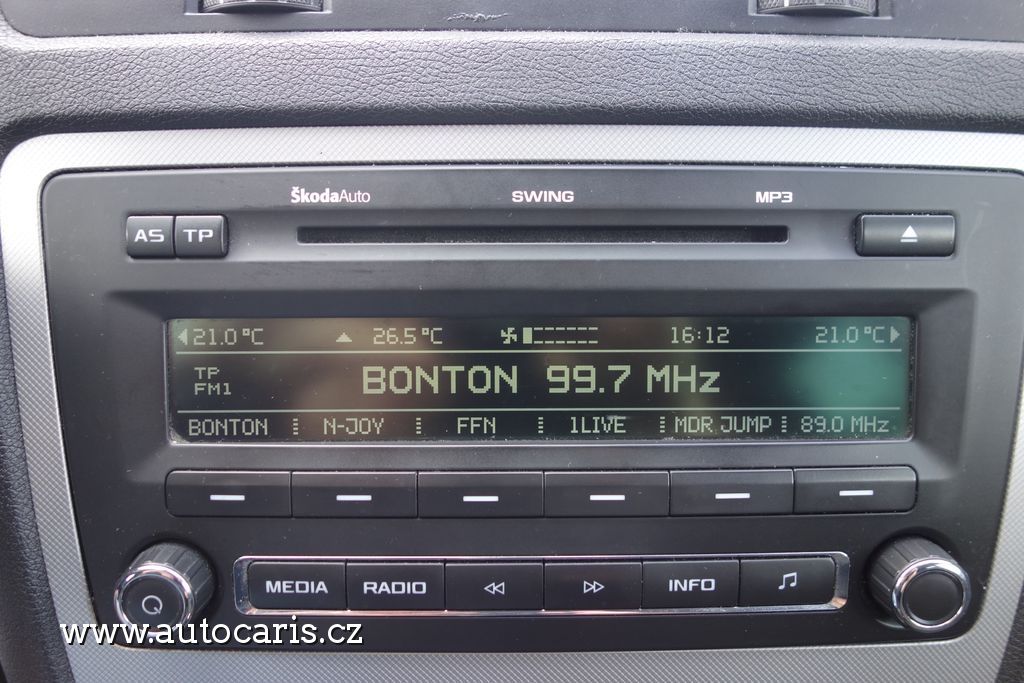 ŠkodaAuto SWING MP3
AS TP
21.0°C 26.5°C 16:12 21.0°C
TP
FM1
BONTON 99.7 MHz
BONTON N-JOY FFN 1LIVE MDR JUMP 89.0 MHz
MEDIA RADIO INFO
www.autocaris.cz